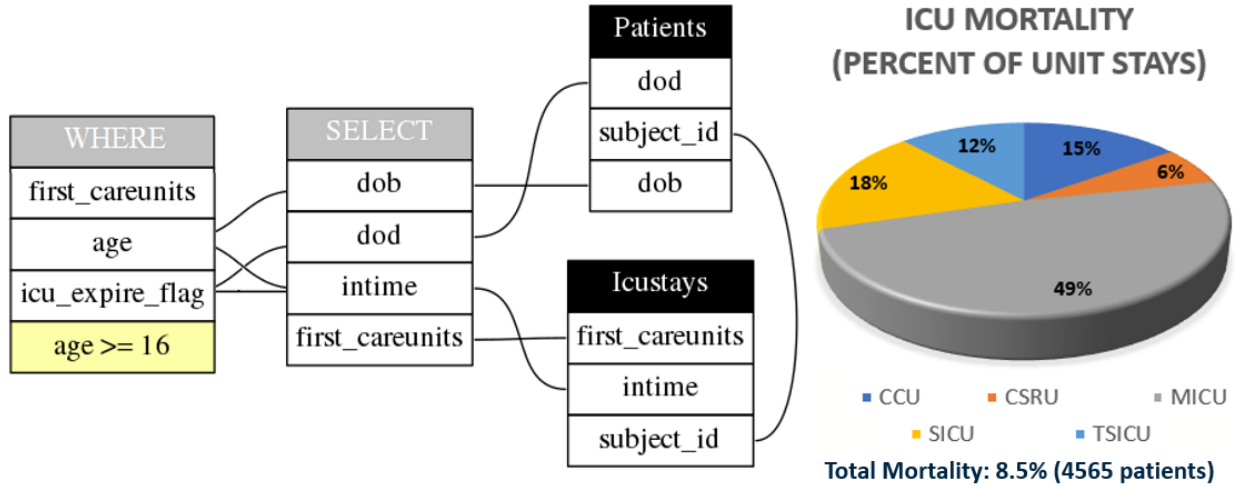 WHERE
first_careunits
age
icu_expire_flag
age >= 16
SELECT
dob
dod
intime
first_careunits
Patients
dod
subject_id
dob
Icustays
first_careunits
intime
subject_id
ICU MORTALITY
(PERCENT OF UNIT STAYS)
12%
15%
6%
18%
49%
CCU
CSRU
MICU
SICU
TSICU
Total Mortality: 8.5% (4565 patients)